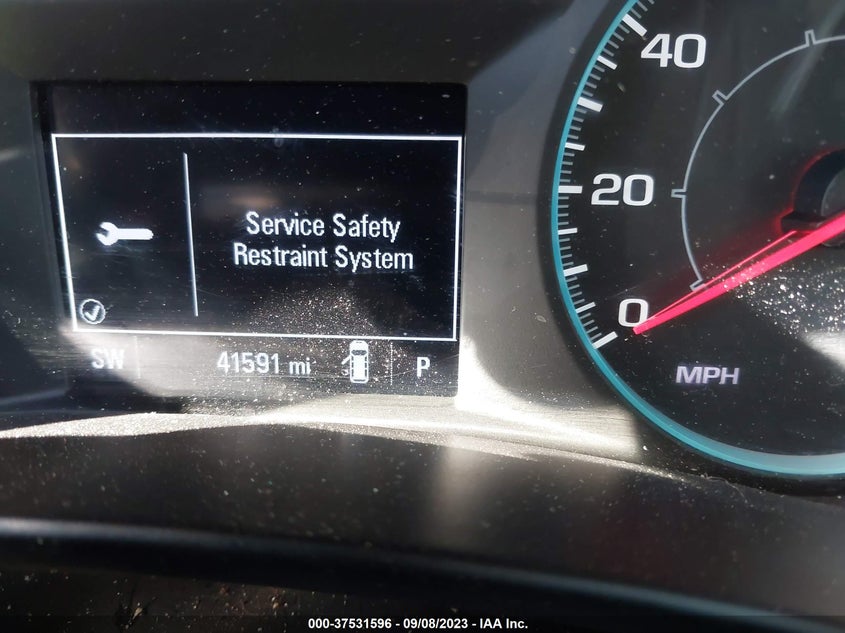 40
20
0
MPH
Service Safety
Restraint System
SW 41591 mi P
000-37531596 - 09/08/2023 - IAA Inc.